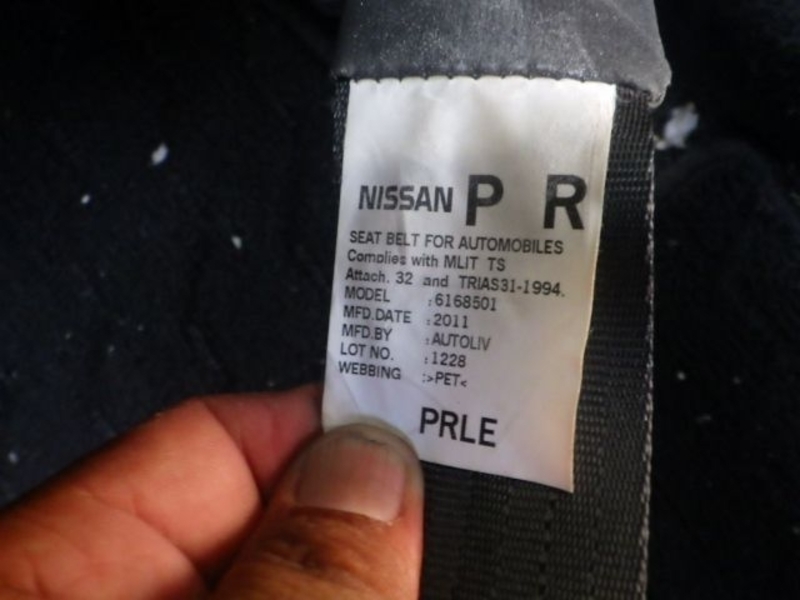 NISSAN P R
SEAT BELT FOR AUTOMOBILES
Complies with MLIT TS
Attach. 32 and TRIAS31-1994.
MODEL :6168501
MFD.DATE :2011
MFD.BY :AUTOLIV
LOT NO. :1228
WEBBING :>PET<
PRLE